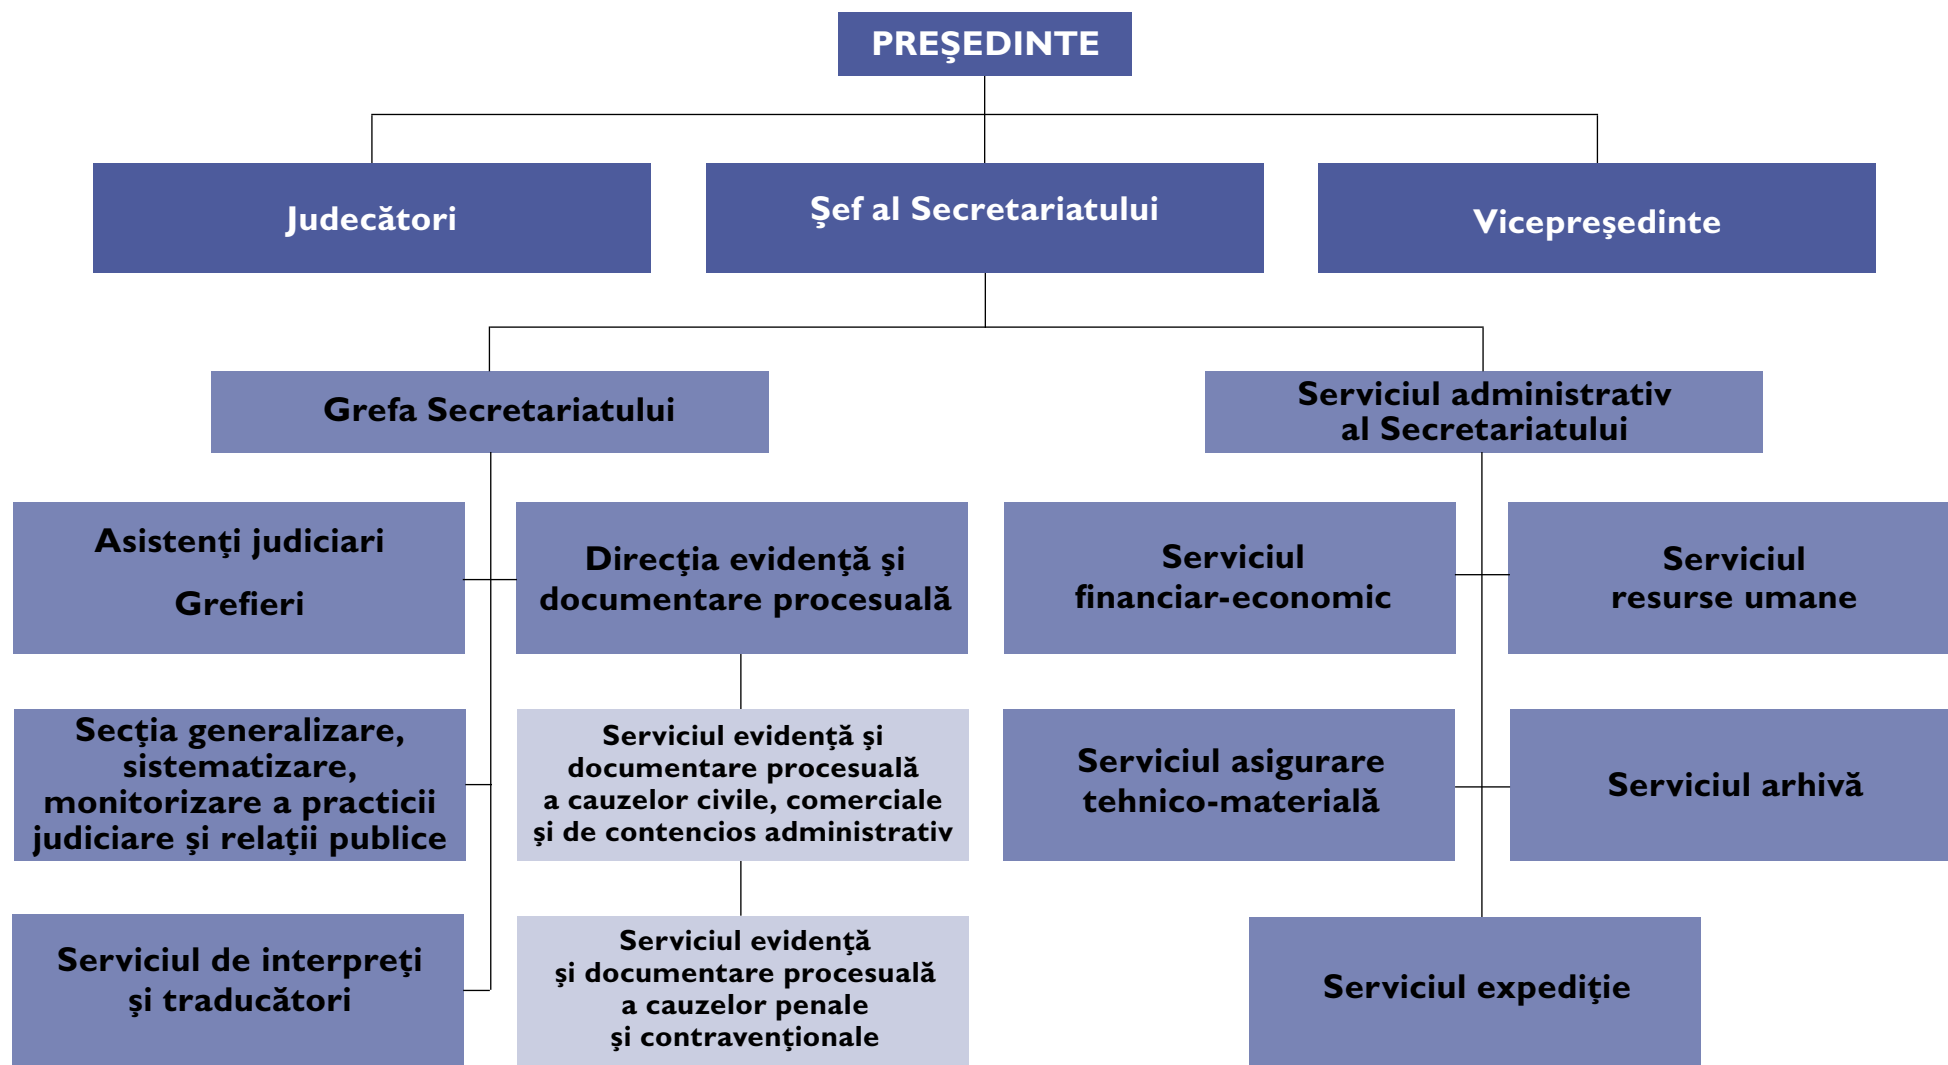 PREŞEDINTE
Judecători
Şef al Secretariatului
Vicepreşedinte
Grefa Secretariatului
Serviciul administrativ
al Secretariatului
Asistenţi judiciari
Grefieri
Direcţia evidenţă şi
documentare procesuală
Serviciul
financiar-economic
Serviciul
resurse umane
Secţia generalizare,
sistematizare,
monitorizare a practicii
judiciare şi relaţii publice
Serviciul evidenţă şi
documentare procesuală
a cauzelor civile, comerciale
şi de contencios administrativ
Serviciul asigurare
tehnico-materială
Serviciul arhivă
Serviciul de interpreţi
şi traducători
Serviciul evidenţă
şi documentare procesuală
a cauzelor penale
şi contravenţionale
Serviciul expediţie